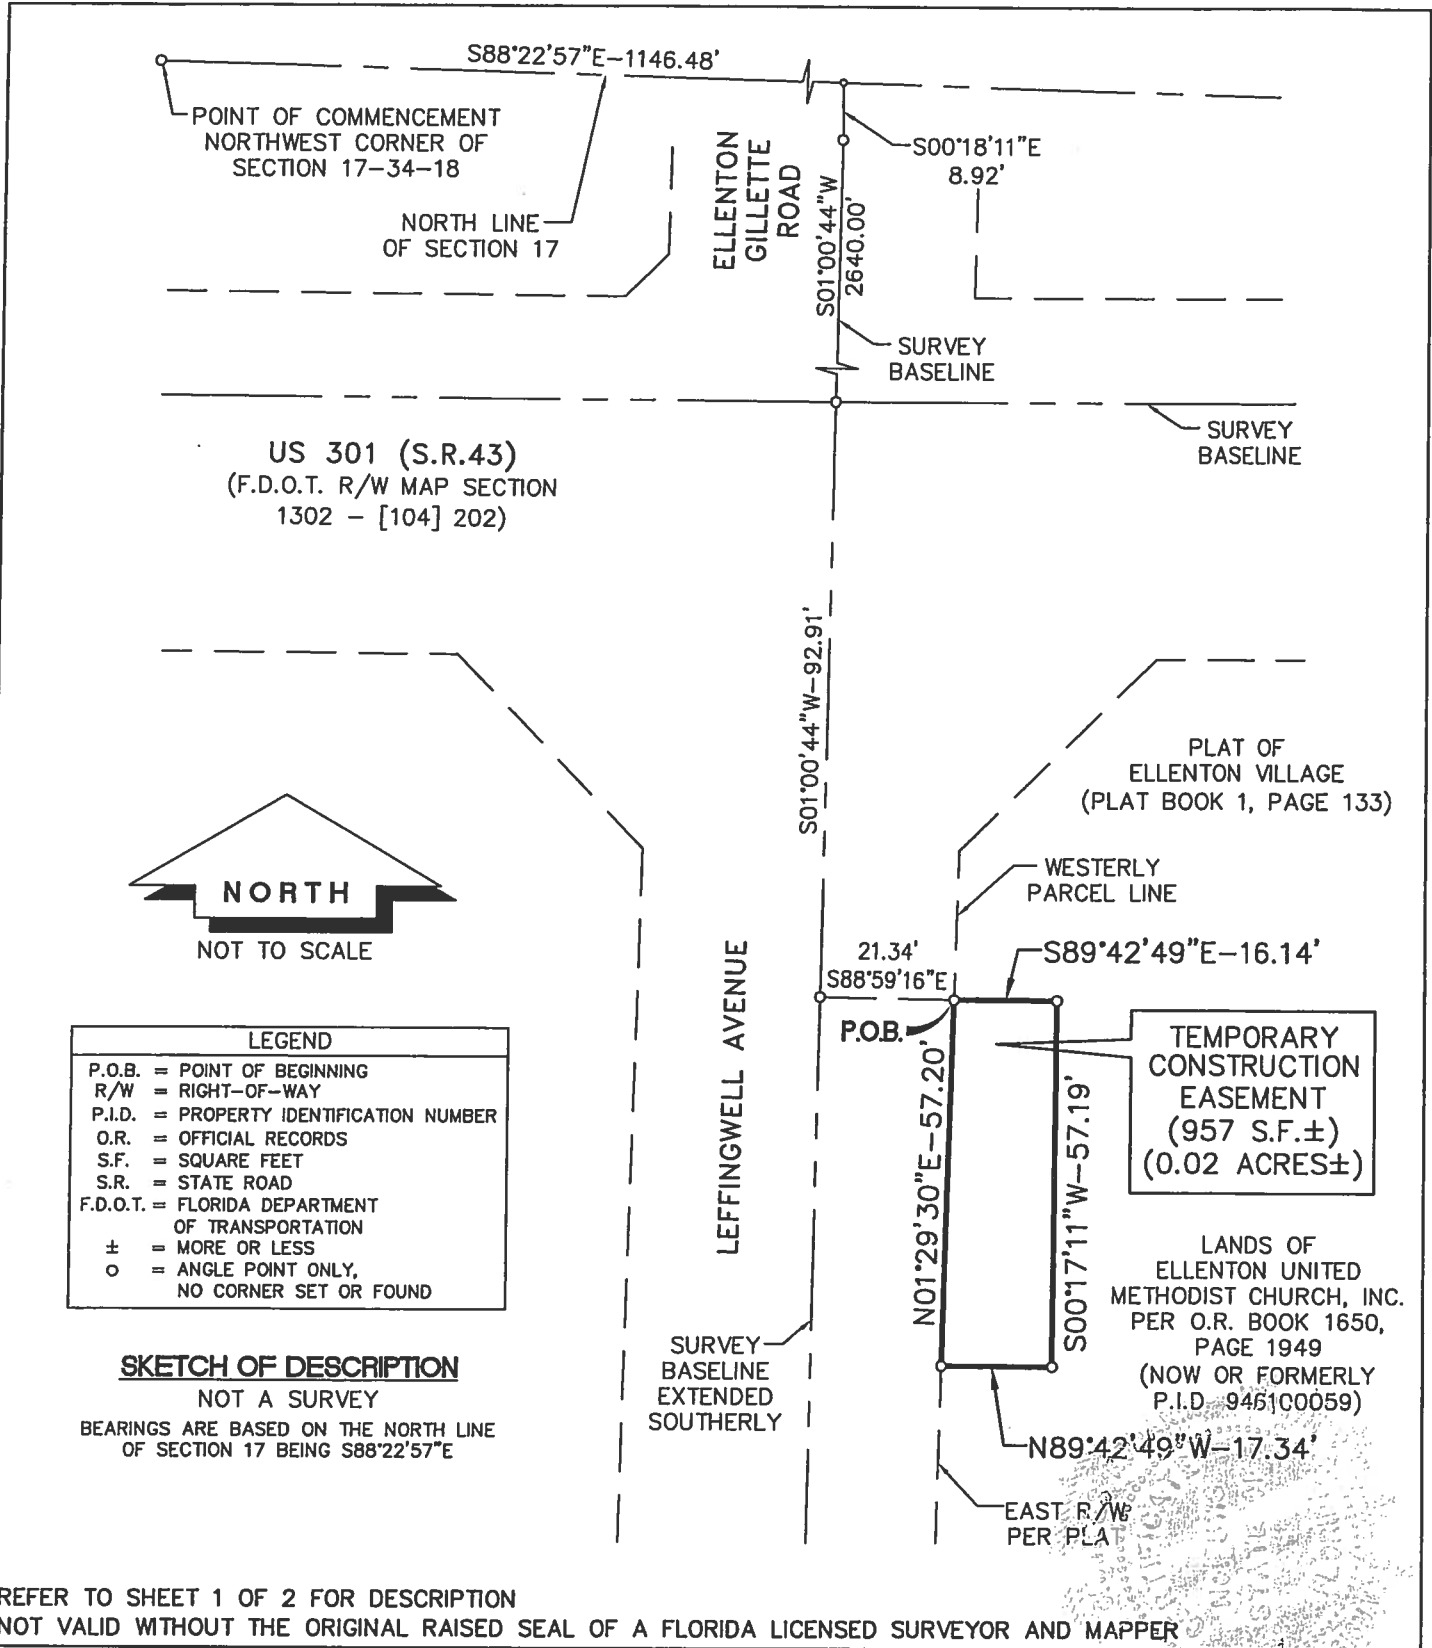 S88°22'57"E-1146.48'
POINT OF COMMENCEMENT
NORTHWEST CORNER OF
SECTION 17-34-18
NORTH LINE
OF SECTION 17
ELLENTON
GILLETTE
ROAD
S00°18'11"E
8.92'
S01°00'44"W
2640.00'
SURVEY
BASELINE
SURVEY
BASELINE
US 301 (S.R.43)
(F.D.O.T. R/W MAP SECTION
1302 - [104] 202)
S01°00'44"W-92.91'
PLAT OF
ELLENTON VILLAGE
(PLAT BOOK 1, PAGE 133)
NORTH
NOT TO SCALE
WESTERLY
PARCEL LINE
LEFFINGWELL AVENUE
21.34'
S88°59'16"E
S89°42'49"E-16.14'
P.O.B.
N01°29'30"E-57.20'
S00°17'11"W-57.19'
TEMPORARY
CONSTRUCTION
EASEMENT
(957 S.F.±)
(0.02 ACRES±)
LEGEND
P.O.B. = POINT OF BEGINNING
R/W = RIGHT-OF-WAY
P.I.D. = PROPERTY IDENTIFICATION NUMBER
O.R. = OFFICIAL RECORDS
S.F. = SQUARE FEET
S.R. = STATE ROAD
F.D.O.T. = FLORIDA DEPARTMENT
OF TRANSPORTATION
± = MORE OR LESS
o = ANGLE POINT ONLY,
NO CORNER SET OR FOUND
LANDS OF
ELLENTON UNITED
METHODIST CHURCH, INC.
PER O.R. BOOK 1650,
PAGE 1949
(NOW OR FORMERLY
P.I.D 946100059)
SURVEY
BASELINE
EXTENDED
SOUTHERLY
N89°42'49"W-17.34'
EAST R/W
PER PLAT
SKETCH OF DESCRIPTION
NOT A SURVEY
BEARINGS ARE BASED ON THE NORTH LINE
OF SECTION 17 BEING S88°22'57"E
REFER TO SHEET 1 OF 2 FOR DESCRIPTION
NOT VALID WITHOUT THE ORIGINAL RAISED SEAL OF A FLORIDA LICENSED SURVEYOR AND MAPPER